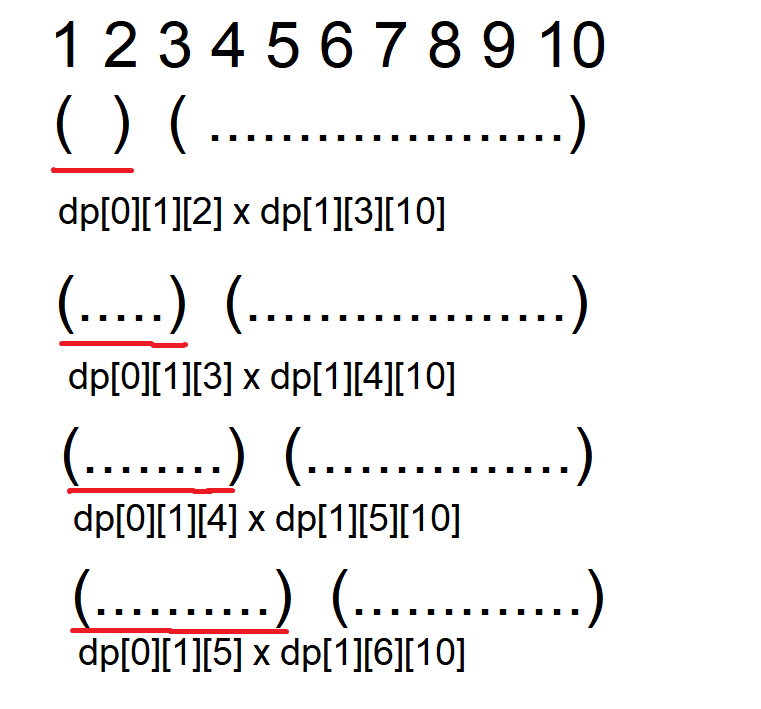 1 2 3 4 5 6 7 8 9 10
( ) ( ....................)
dp[0][1][2] x dp[1][3][10]
(.....) (..................)
dp[0][1][3] x dp[1][4][10]
(........) (...............)
dp[0][1][4] x dp[1][5][10]
(..........) (.............)
dp[0][1][5] x dp[1][6][10]